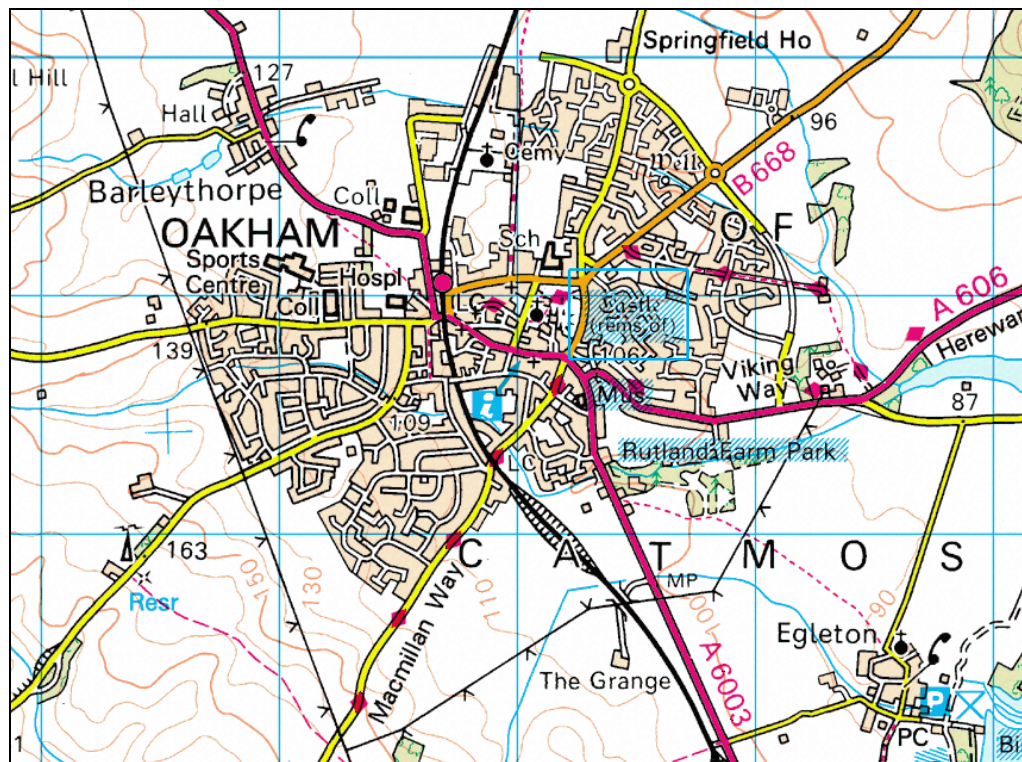 Springfield Ho
l Hill
127
Hall
96
Cemy
Well
B668
Barleythorpe
Coll
OAKHAM
Sch
O F
Sports
Centre
Hospl
Coll
LC
Castle
(rems of)
A 606
Herewar
139
106
Viking
Way
Mus
87
109
i
LC
Rutland Farm Park
163
C A T M O S
150
130
110
MP
100
90
Resr
Macmillan Way
Egleton
A6003
The Grange
P
PC
1
Bi